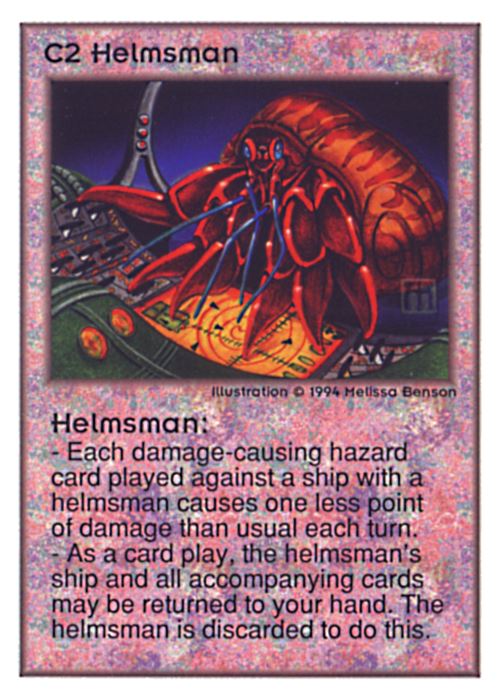 C2 Helmsman
Illustration © 1994 Melissa Benson
Helmsman:
- Each damage-causing hazard
card played against a ship with a
helmsman causes one less point
of damage than usual each turn.
- As a card play, the helmsman's
ship and all accompanying cards
may be returned to your hand. The
helmsman is discarded to do this.